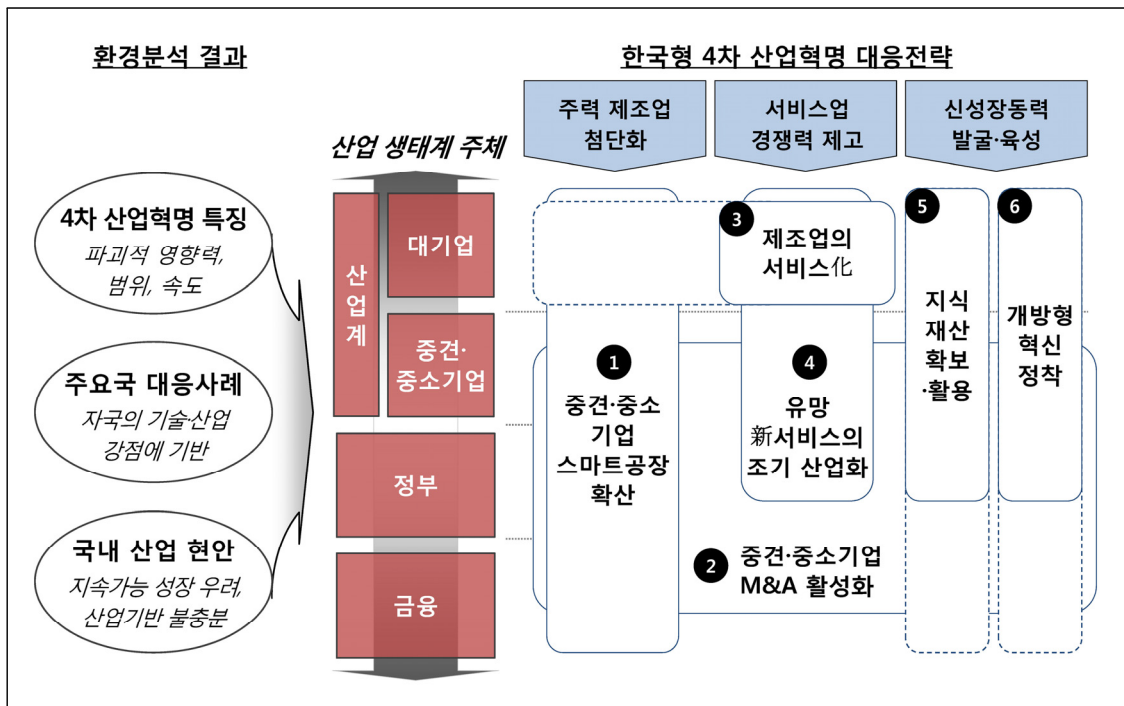 환경분석 결과
4차 산업혁명 특징
파괴적 영향력,
범위, 속도
주요국 대응사례
자국의 기술·산업
강점에 기반
국내 산업 현안
지속가능 성장 우려,
산업기반 불충분
산업 생태계 주체
산
업
계
대기업
중견·
중소기업
정부
금융
한국형 4차 산업혁명 대응전략
주력 제조업
첨단화
서비스업
경쟁력 제고
신성장동력
발굴·육성
1
중견·중소
기업
스마트공장
확산
2
중견·중소기업
M&A 활성화
3
제조업의
서비스化
4
유망
新서비스의
조기 산업화
5
지식
재산
확보
·활용
6
개방형
혁신
정착